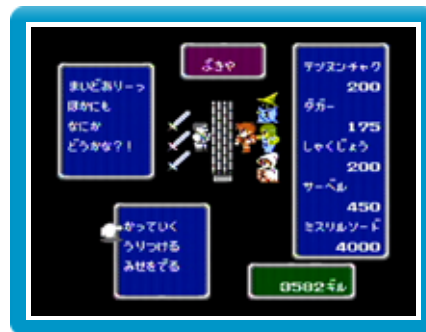 ぶきや
まいどありーっ
ほかにも
なにか
どうかな?!
かっていく
うりつける
みせをでる
テツヌンチャク
200
ダガー
175
しゃくじょう
200
サーベル
450
ミスリルソード
4000
0582ギル